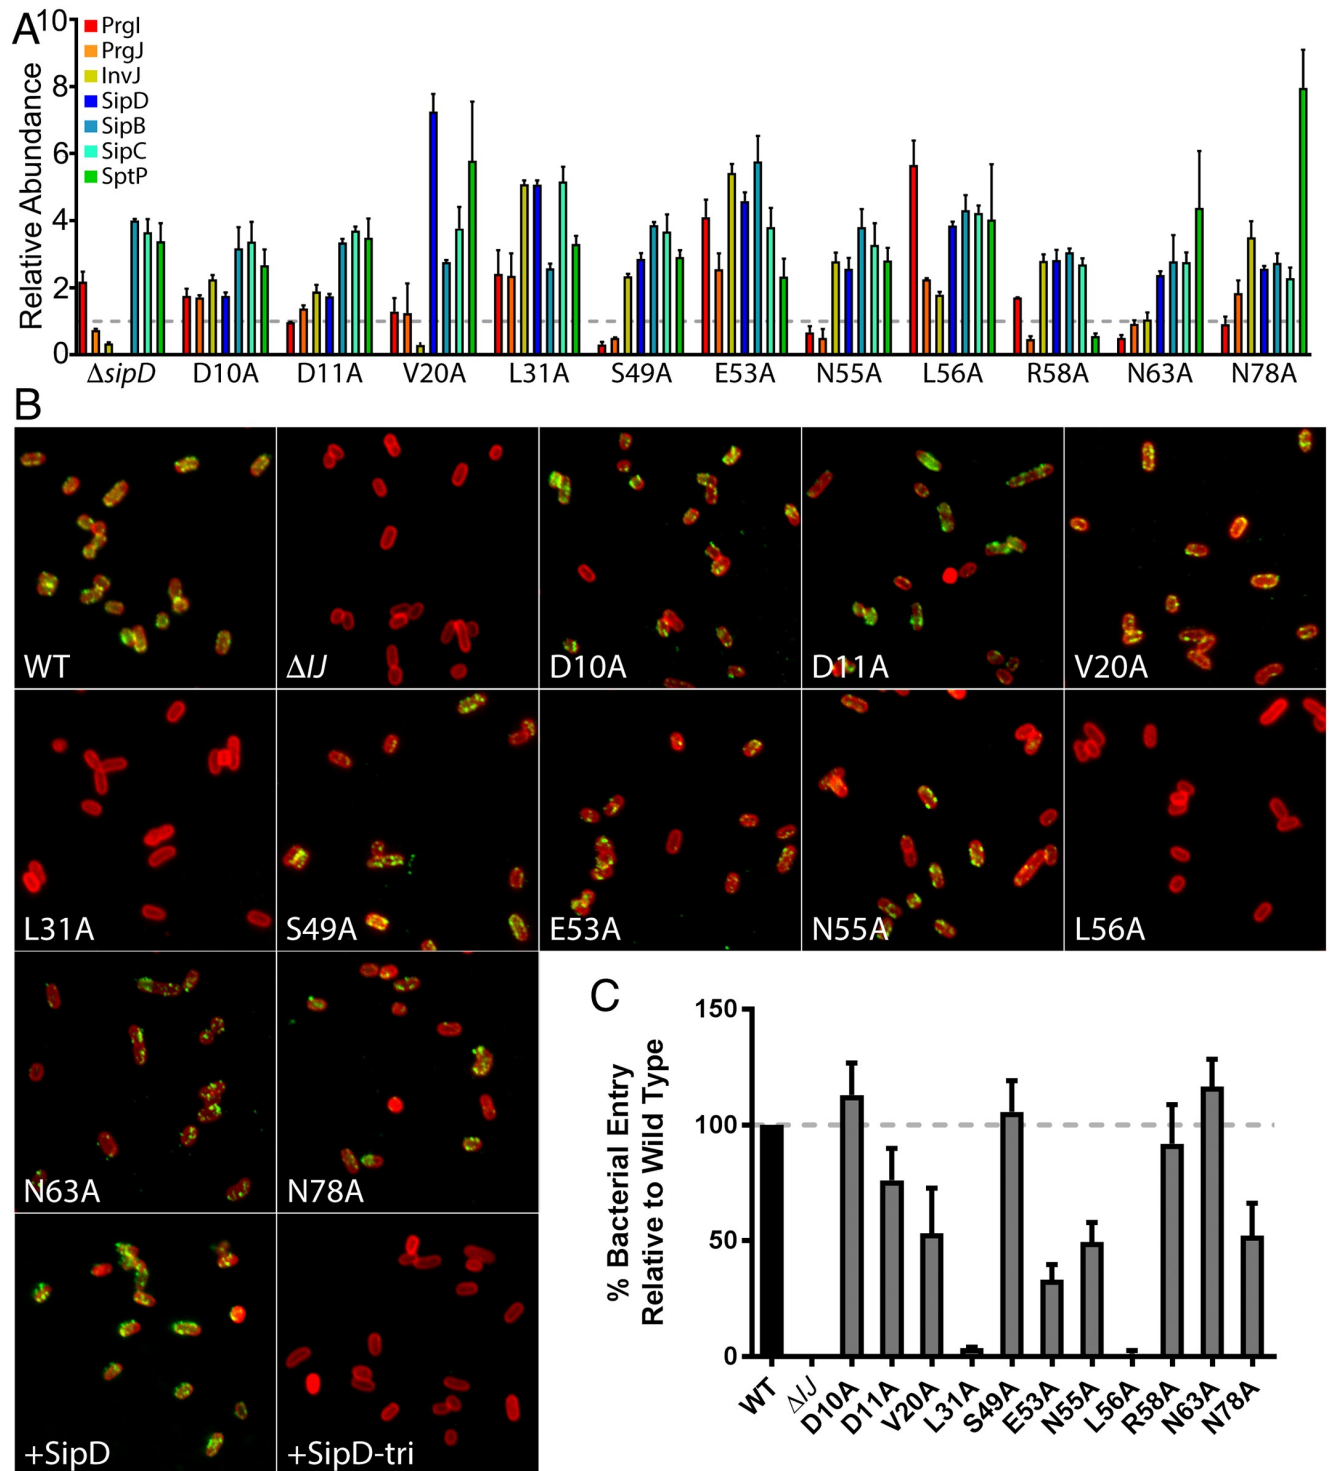 A
10
8
6
4
2
0
Relative Abundance
PrgI
PrgJ
InvJ
SipD
SipB
SipC
SptP
ΔsipD D10A D11A V20A L31A S49A E53A N55A L56A R58A N63A N78A
B
WT ΔIJ D10A D11A V20A
L31A S49A E53A N55A L56A
N63A N78A
+SipD +SipD-tri
C
150
100
50
0
% Bacterial Entry
Relative to Wild Type
WT ΔIJ D10A D11A V20A L31A S49A E53A N55A L56A R58A N63A N78A